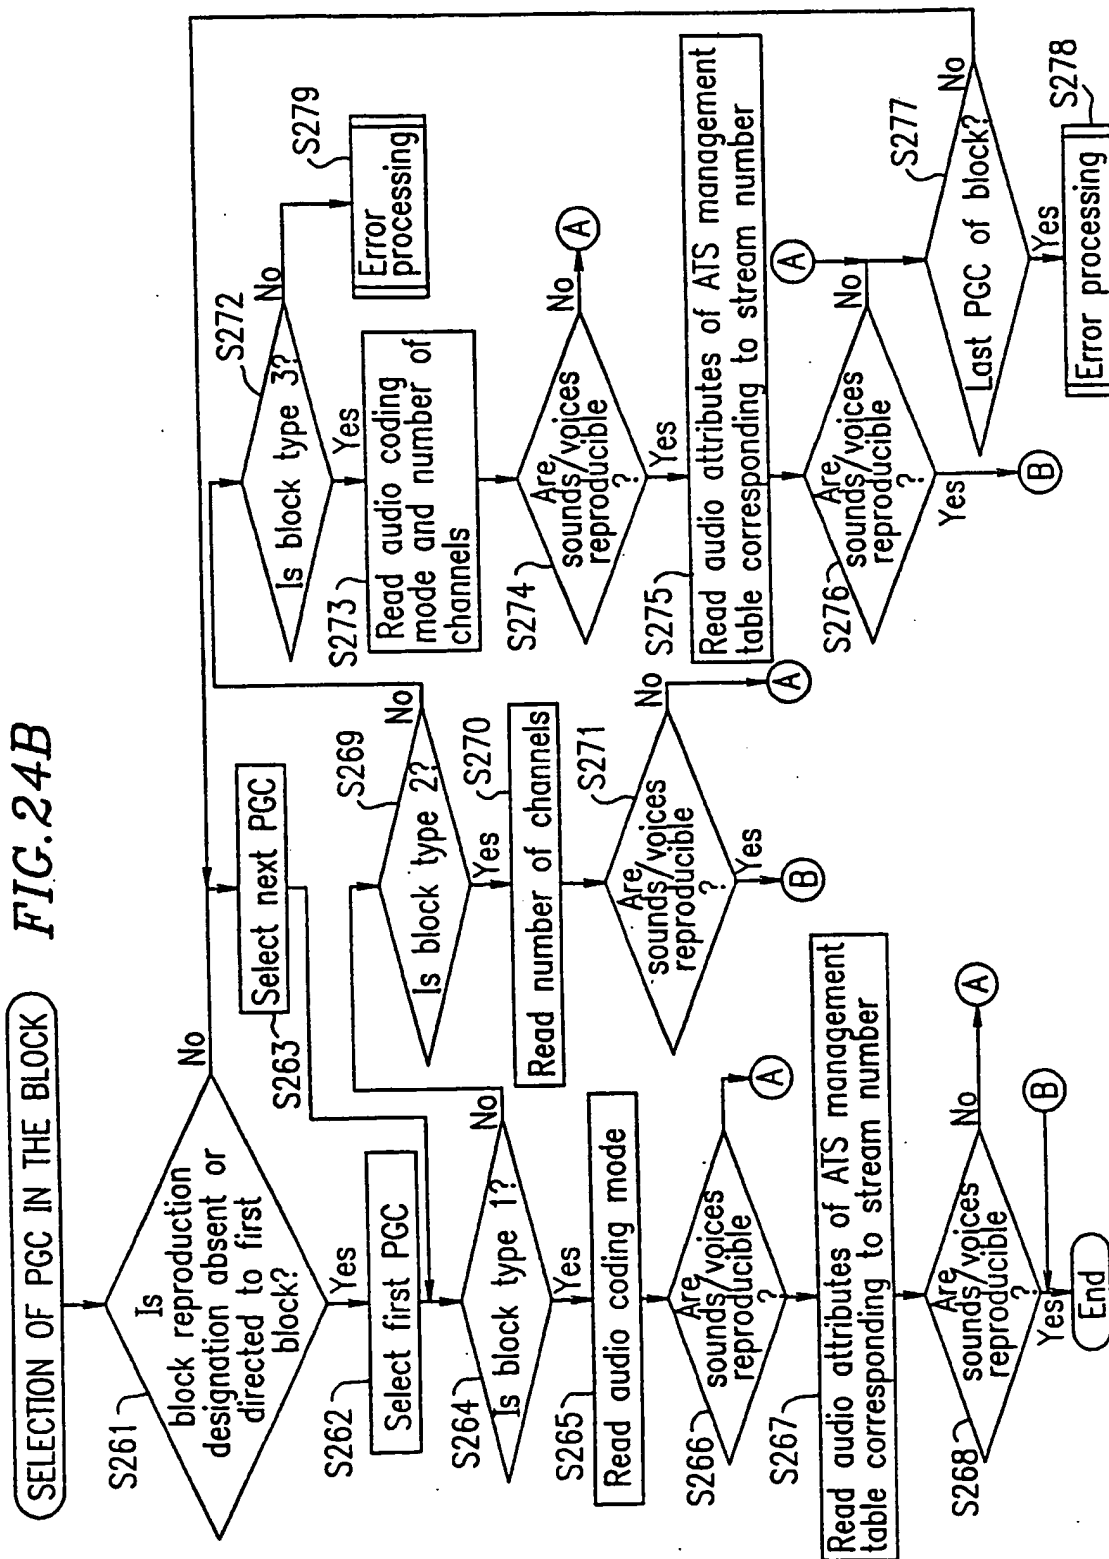 FIG.24B
SELECTION OF PGC IN THE BLOCK
S261
Is
block reproduction
designation absent or
directed to first
block?
No
Yes
S262
Select first PGC
S263
Select next PGC
S264
Is block type 1?
No
Yes
S265
Read audio coding mode
S266
Are
sounds/voices
reproducible
?
A
S267
Read audio attributes of ATS management
table corresponding to stream number
S268
Are
sounds/voices
reproducible
?
No
A
Yes
B
End
S269
Is block type 2?
No
Yes
S270
Read number of channels
S271
Are
sounds/voices
reproducible
?
No
A
Yes
B
S272
Is block type 3?
No
S279
Error
processing
Yes
S273
Read audio coding
mode and number of
channels
S274
Are
sounds/voices
reproducible
?
No
A
Yes
S275
Read audio attributes of ATS management
table corresponding to stream number
S276
Are
sounds/voices
reproducible
?
No
A
Yes
B
S277
Last PGC of block?
No
Yes
S278
Error processing